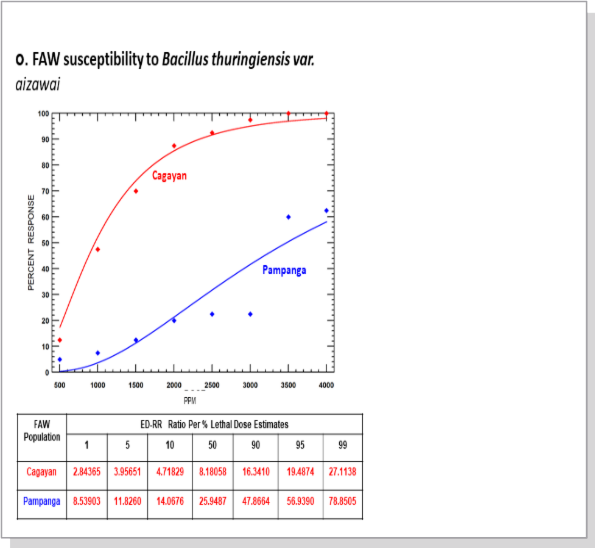 o. FAW susceptibility to Bacillus thuringiensis var.
aizawai
100
90
80
70
60
50
40
30
20
10
0
PERCENT RESPONSE
Cagayan
Pampanga
500 1000 1500 2000 2500 3000 3500 4000
PPM
FAW Population ED-RR Ratio Per % Lethal Dose Estimates
1 5 10 50 90 95 99
Cagayan 2.84365 3.95651 4.71829 8.18058 16.3410 19.4874 27.1138
Pampanga 8.53903 11.8260 14.0676 25.9487 47.8664 56.9390 78.8505